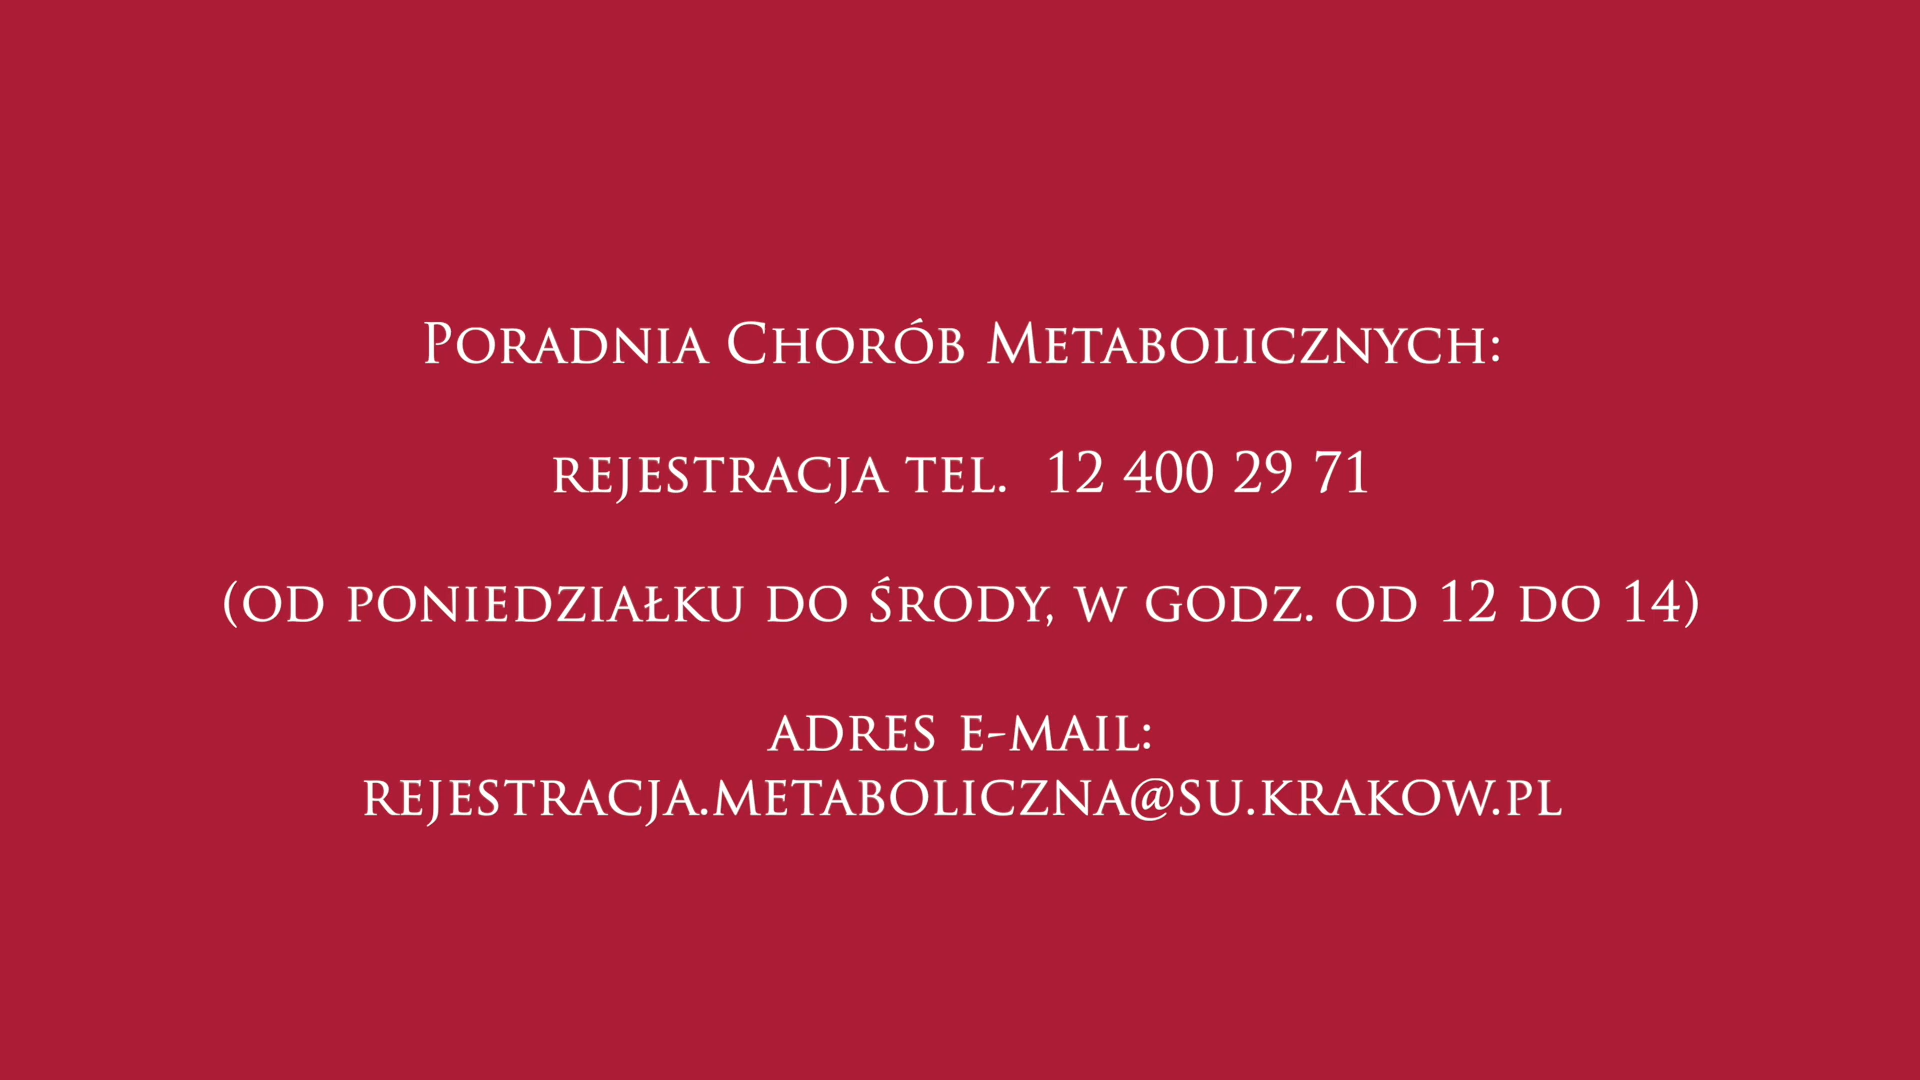 Poradnia Chorób Metabolicznych:
rejestracja tel. 12 400 29 71
(od poniedziałku do środy, w godz. od 12 do 14)
adres e-mail:
rejestracja.metaboliczna@su.krakow.pl